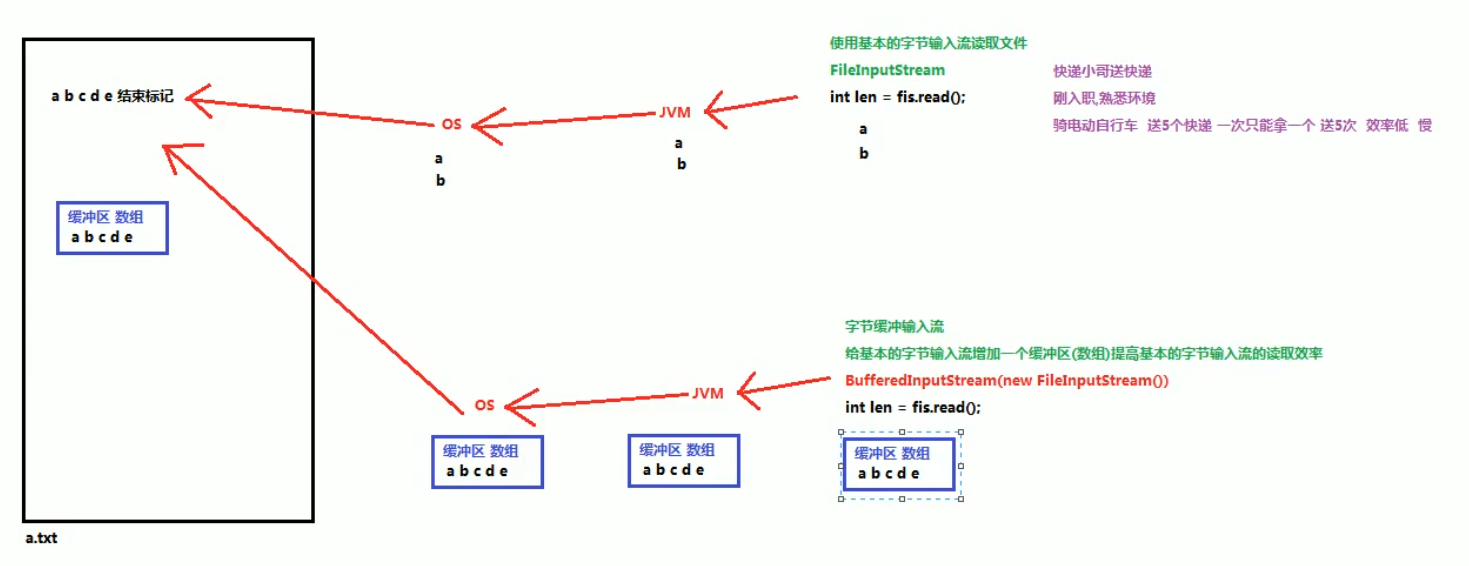 使用基本的字节输入流读取文件
FileInputStream
快递小哥送快递
a b c d e 结束标记
int len = fis.read();
刚入职,熟悉环境
OS
JVM
骑电动自行车 送5个快递 一次只能拿一个 送5次 效率低 慢
a
b
a
b
a
b
缓冲区 数组
a b c d e
字节缓冲输入流
给基本的字节输入流增加一个缓冲区(数组)提高基本的字节输入流的读取效率
BufferedInputStream(new FileInputStream())
OS
JVM
int len = fis.read();
缓冲区 数组
a b c d e
缓冲区 数组
a b c d e
缓冲区 数组
a b c d e
a.txt